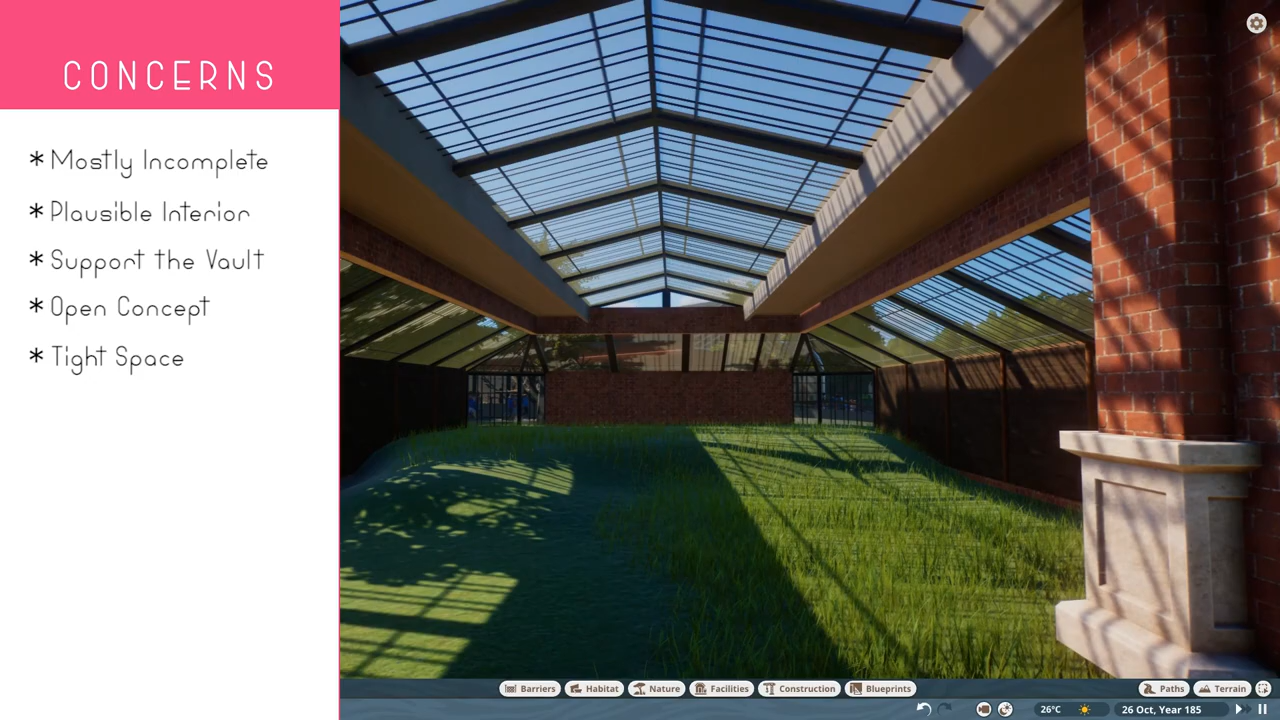 CONCERNS
* Mostly Incomplete
* Plausible Interior
* Support the Vault
* Open Concept
* Tight Space
Barriers Habitat Nature Facilities Construction Blueprints Paths Terrain
26°C 26 Oct, Year 185